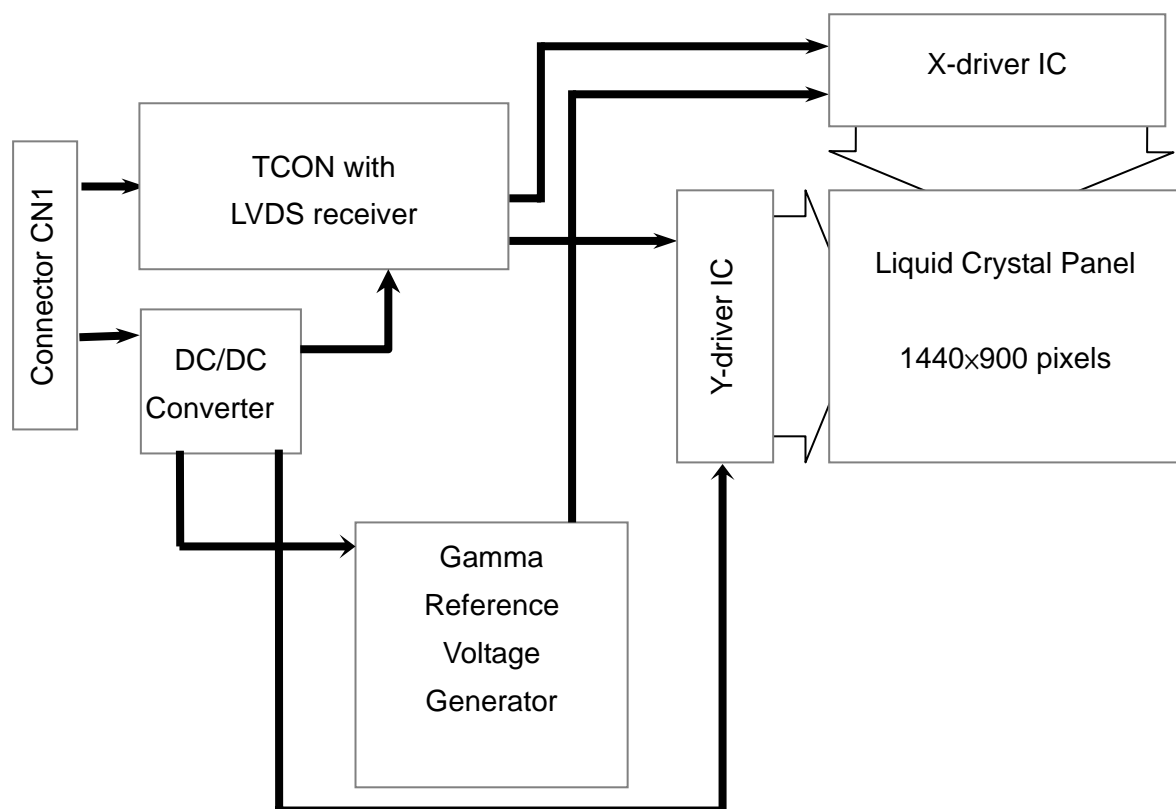 X-driver IC
TCON with
LVDS receiver
Connector CN1
Y-driver IC
Liquid Crystal Panel
1440×900 pixels
DC/DC
Converter
Gamma
Reference
Voltage
Generator